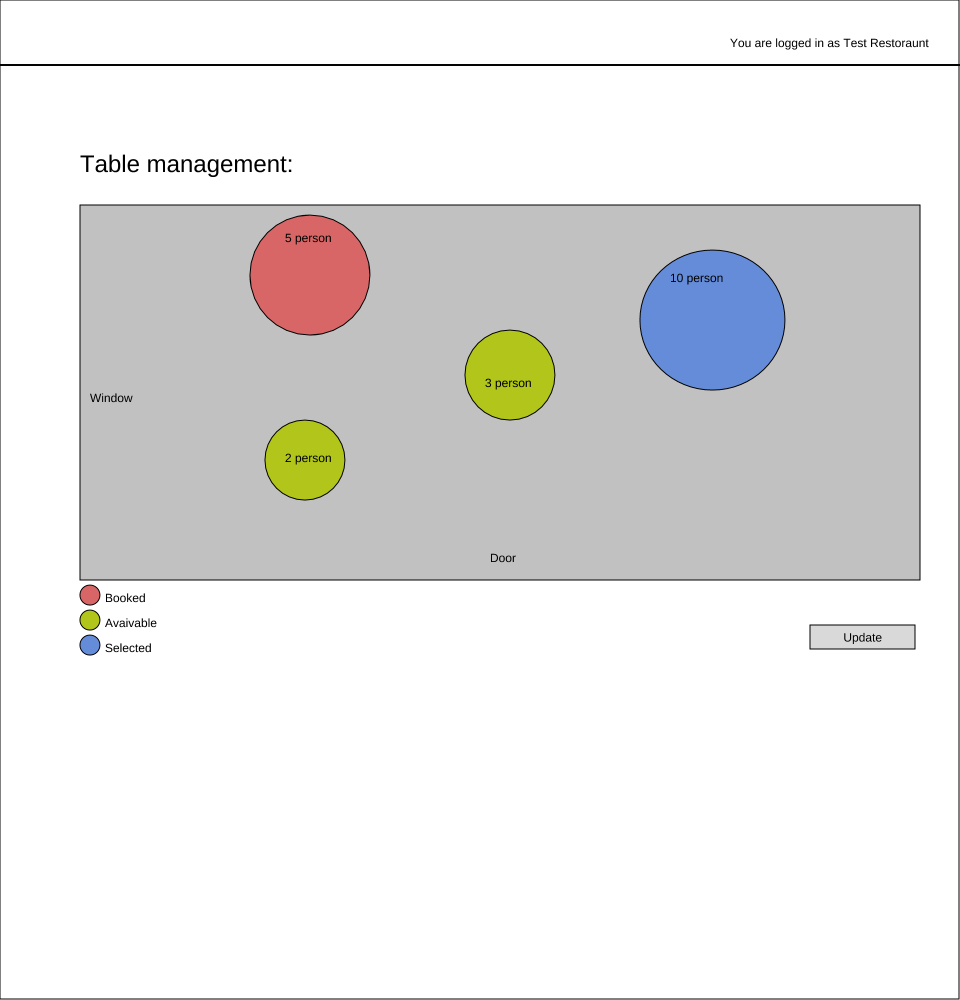 You are logged in as Test Restoraunt
Table management:
5 person
10 person
3 person
Window
2 person
Door
Booked
Avaivable
Update
Selected